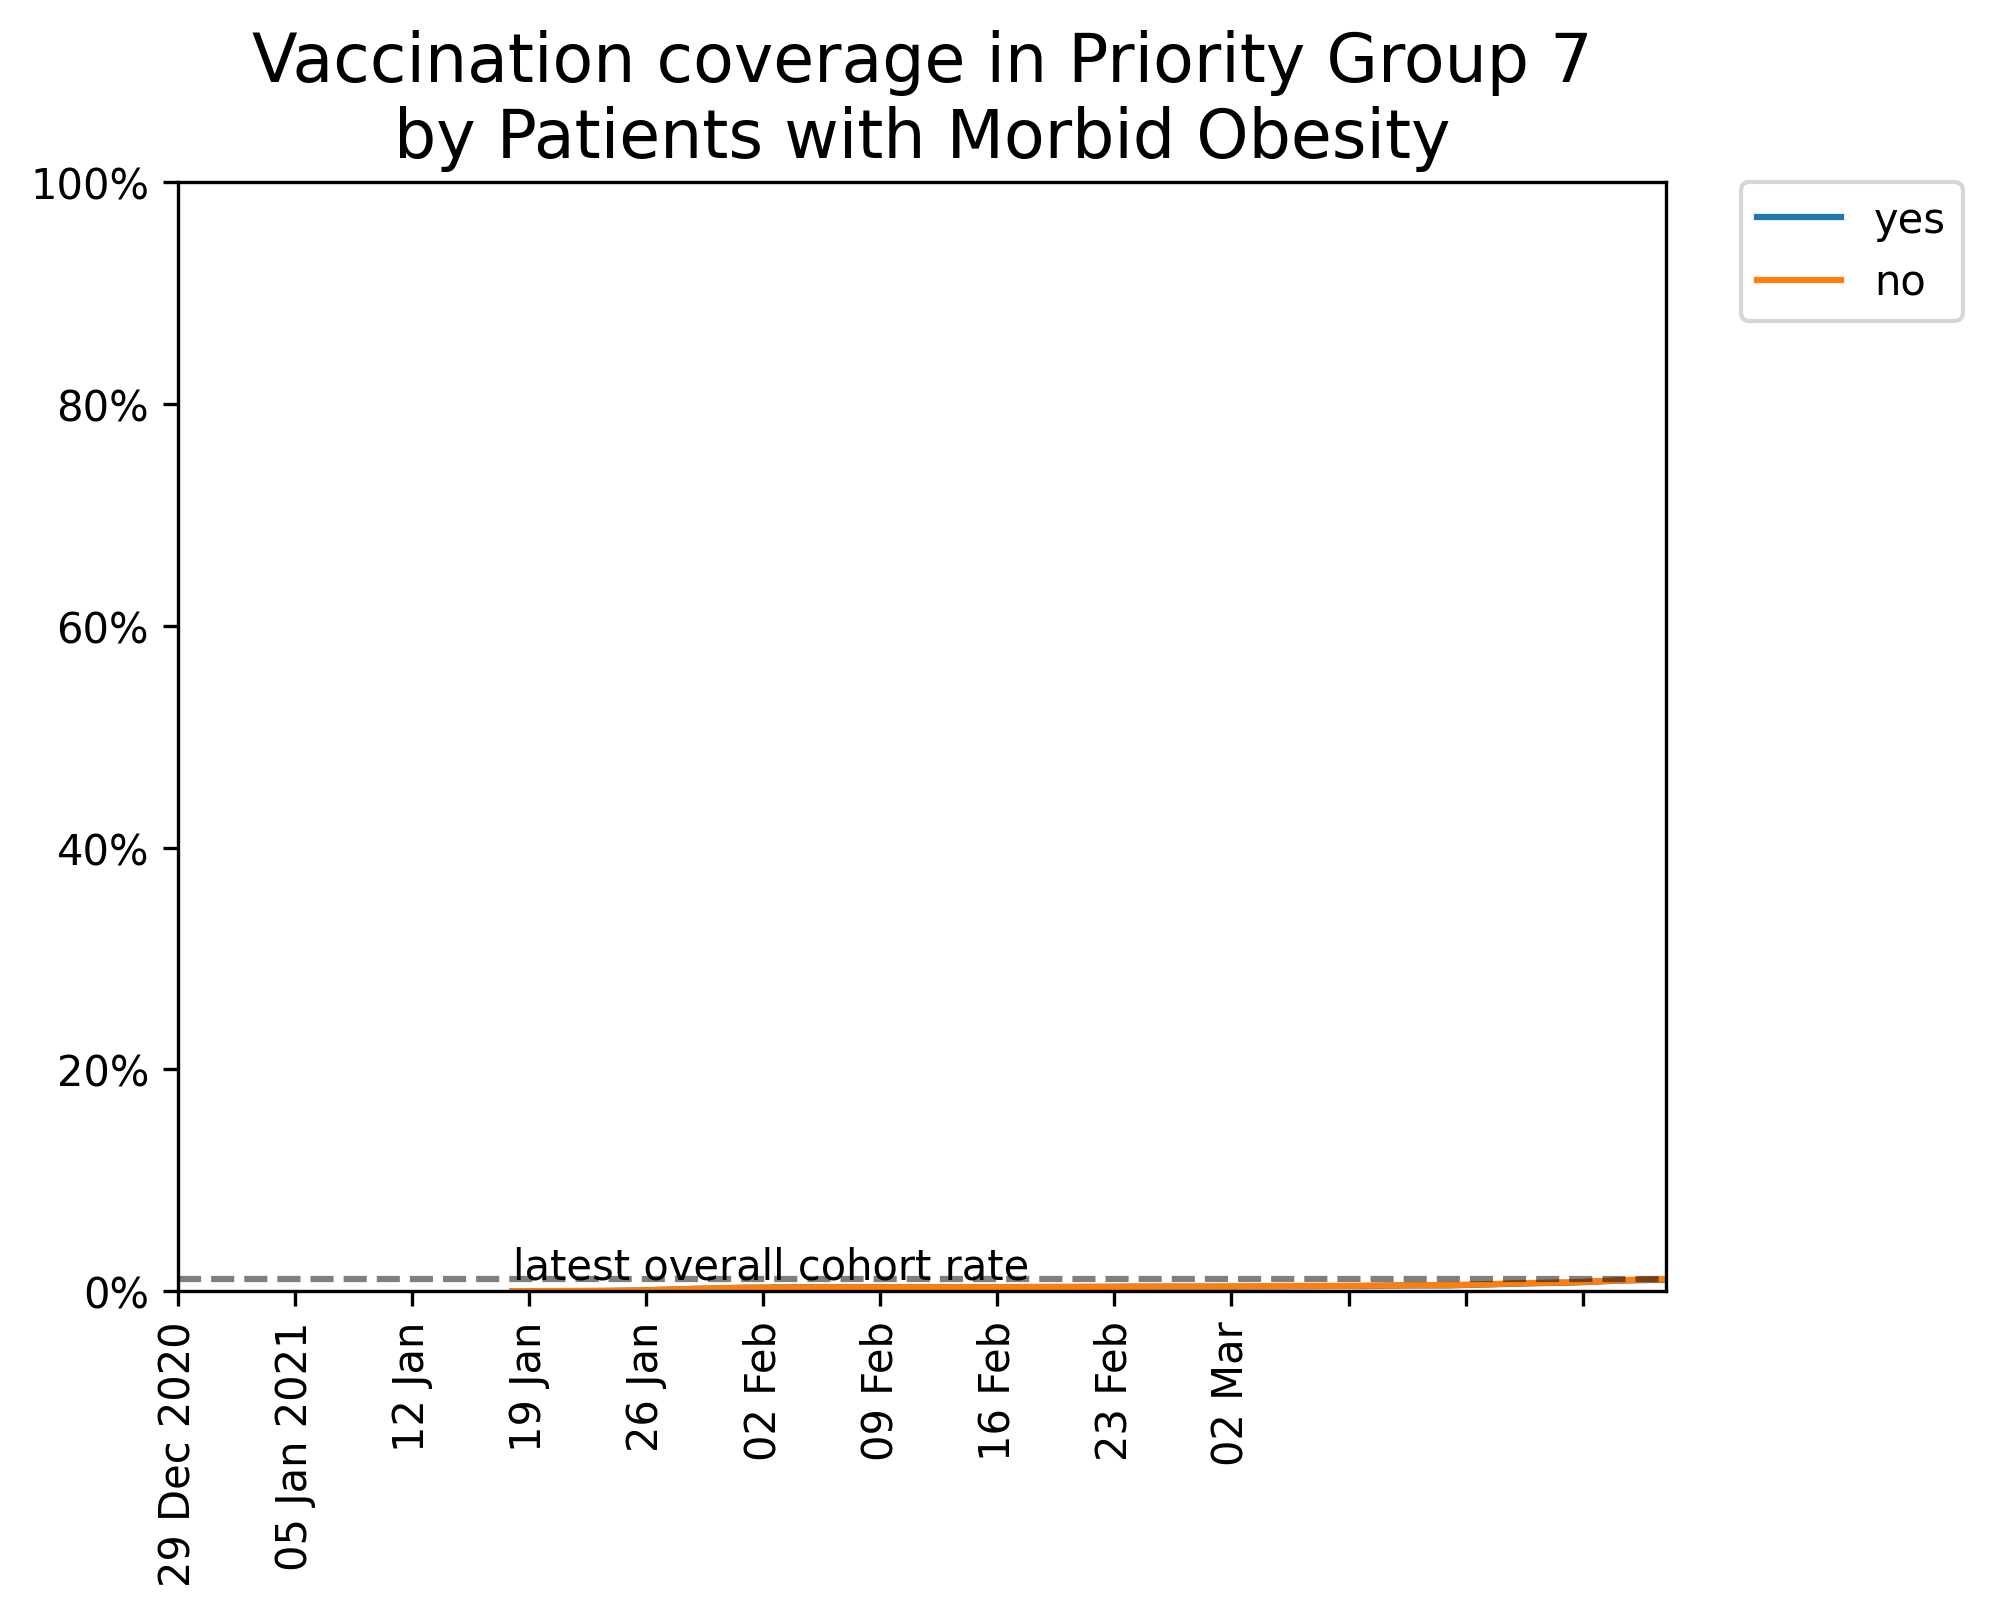 Vaccination coverage in Priority Group 7
by Patients with Morbid Obesity
100%
80%
60%
40%
20%
0%
yes
no
latest overall cohort rate
29 Dec 2020
05 Jan 2021
12 Jan
19 Jan
26 Jan
02 Feb
09 Feb
16 Feb
23 Feb
02 Mar